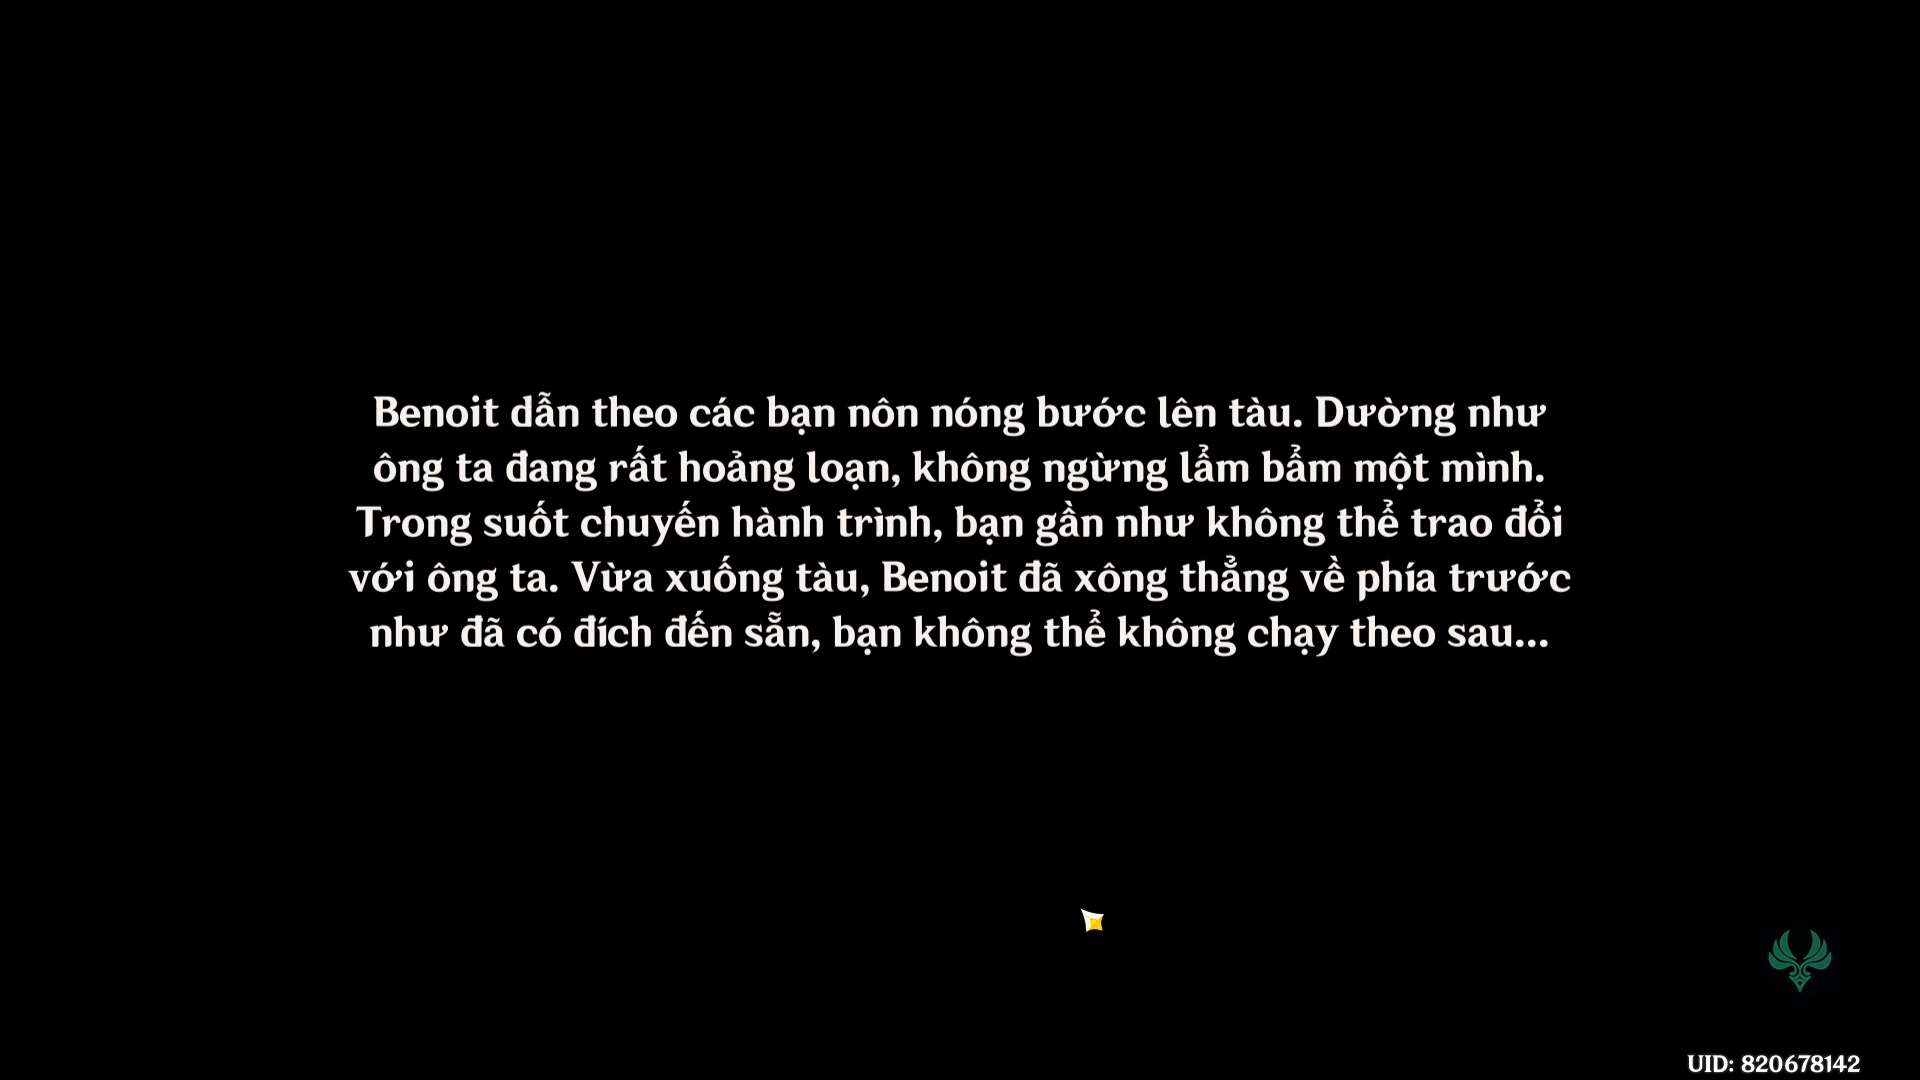 Benoit dẫn theo các bạn nôn nóng bước lên tàu. Dường như
ông ta đang rất hoảng loạn, không ngừng lẩm bẩm một mình.
Trong suốt chuyến hành trình, bạn gần như không thể trao đổi
với ông ta. Vừa xuống tàu, Benoit đã xông thẳng về phía trước
như đã có đích đến sẵn, bạn không thể không chạy theo sau...
UID: 820678142